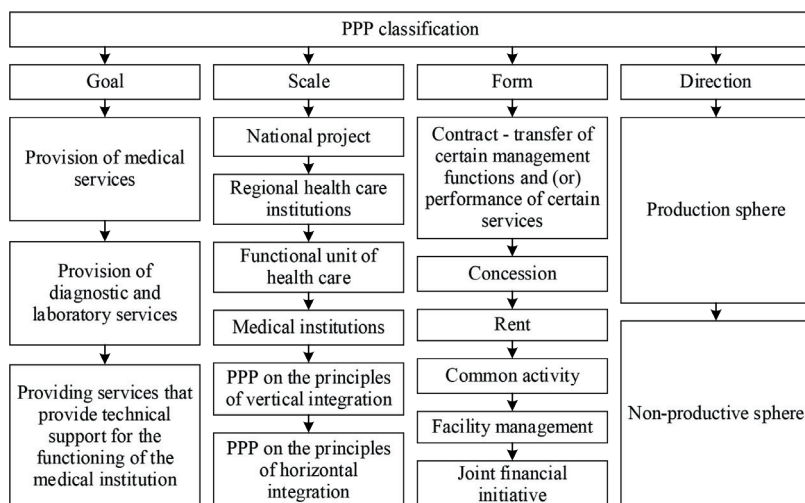 PPP classification
Goal
Provision of medical
services
Provision of
diagnostic and
laboratory services
Providing services that
provide technical
support for the
functioning of the
medical institution
Scale
National project
Regional health care
institutions
Functional unit of
health care
Medical institutions
PPP on the principles
of vertical integration
PPP on the principles
of horizontal
integration
Form
Contract - transfer of
certain management
functions and (or)
performance of certain
services
Concession
Rent
Common activity
Facility management
Joint financial
initiative
Direction
Production sphere
Non-productive sphere